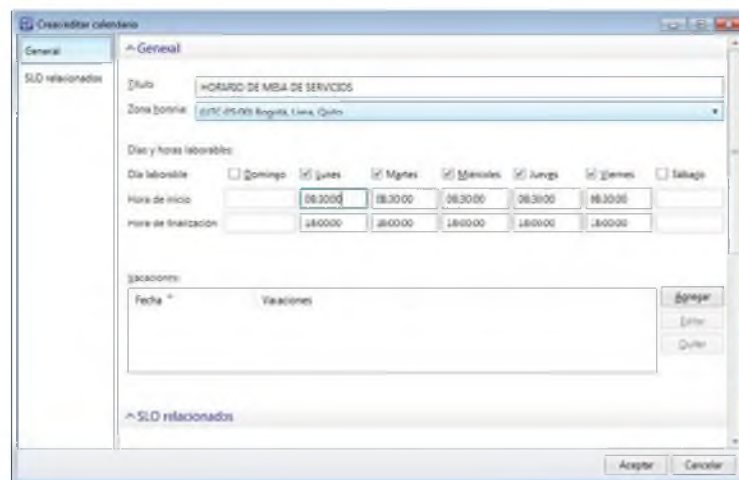 Crear/editar calendario
General
SLO relacionados
General
Título
HORARIO DE MESA DE SERVICIOS
Zona horaria:
(UTC-05:00) Bogotá, Lima, Quito
Días y horas laborables:
Día laborable Domingo Lunes Martes Miércoles Jueves Viernes Sábado
Hora de inicio 08:30:00 08:30:00 08:30:00 08:30:00 08:30:00
Hora de finalización 18:00:00 18:00:00 18:00:00 18:00:00 18:00:00
Vacaciones:
Fecha Vacaciones
Agregar
Editar
Quitar
SLO relacionados
Aceptar Cancelar